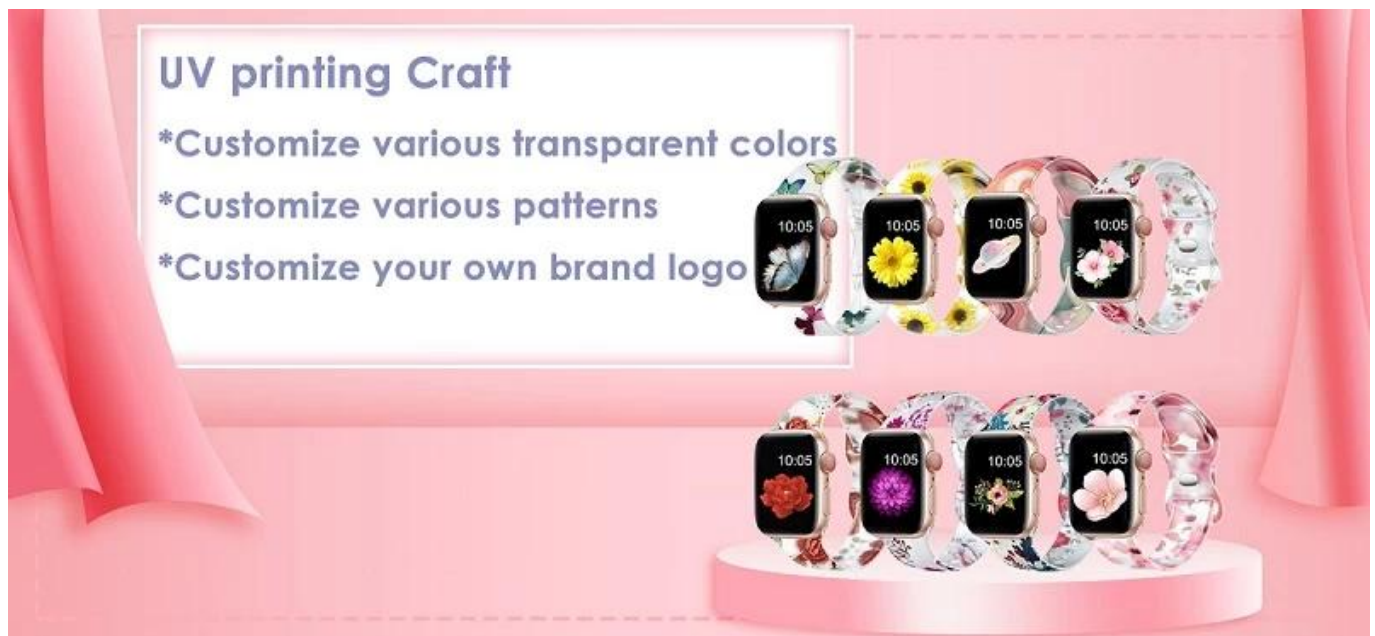 UV printing Craft
*Customize various transparent colors
*Customize various patterns
*Customize your own brand logo
10:05
10:05
10:05
10:05
10:05
10:05
10:05
10:05